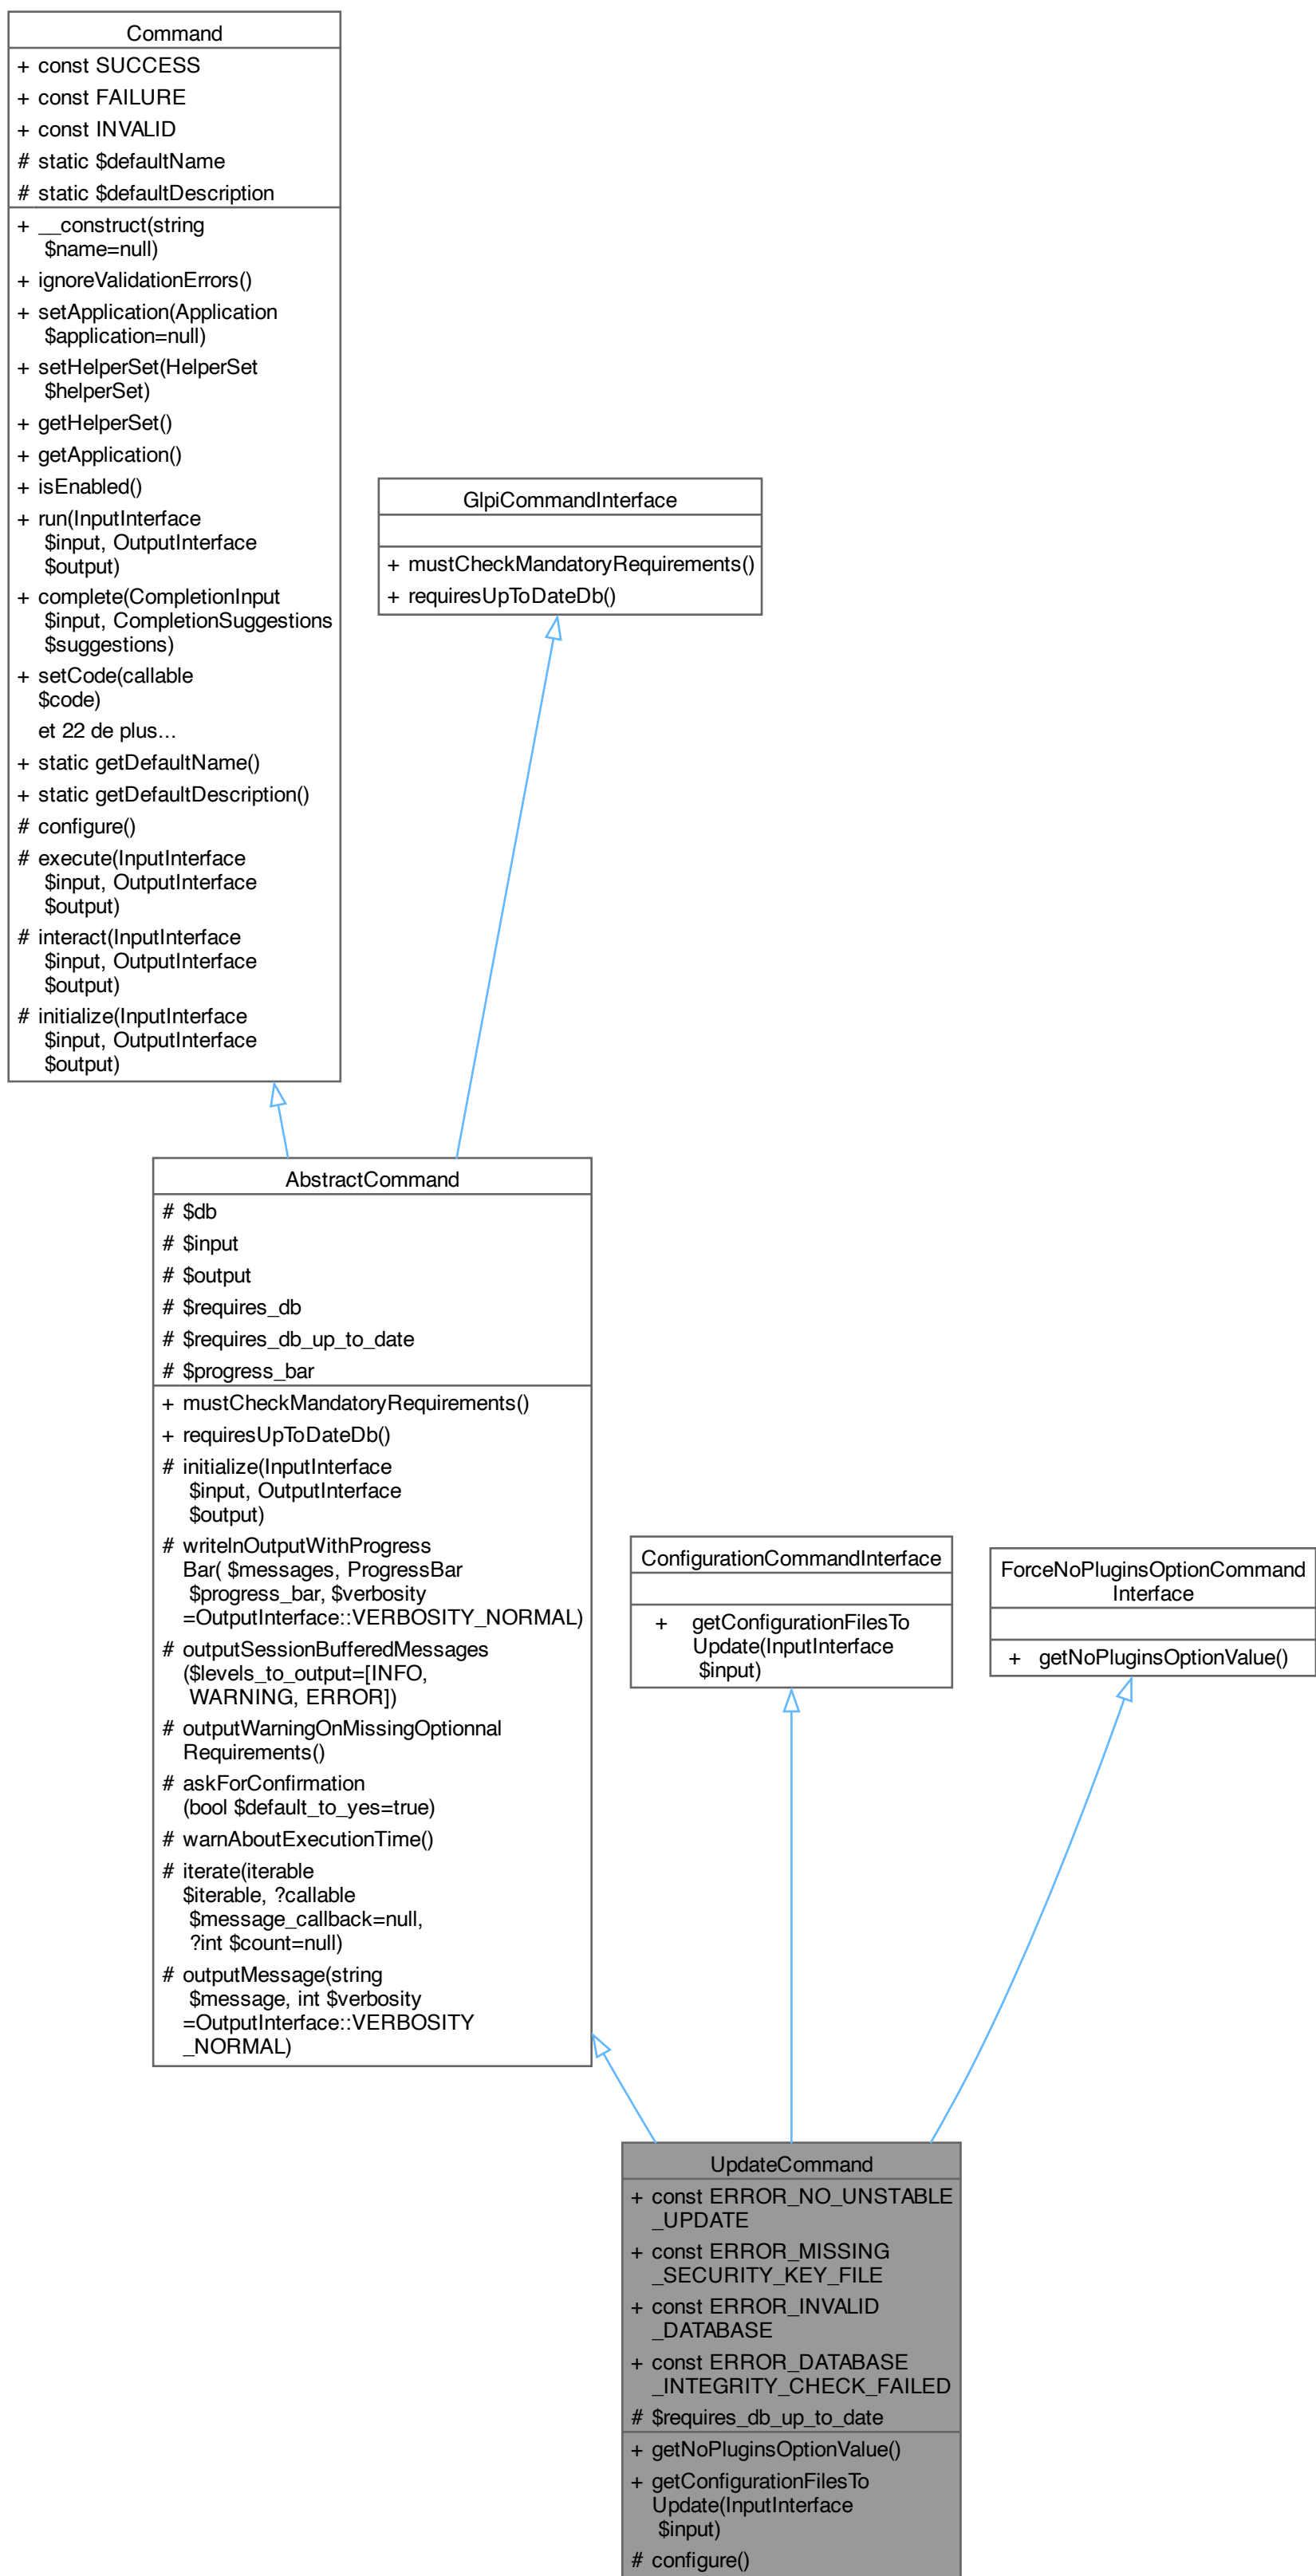 Command
+ const SUCCESS
+ const FAILURE
+ const INVALID
# static $defaultName
# static $defaultDescription
+ __construct(string
$name=null)
+ ignoreValidationErrors()
+ setApplication(Application
$application=null)
+ setHelperSet(HelperSet
$helperSet)
+ getHelperSet()
+ getApplication()
+ isEnabled()
+ run(InputInterface
$input, OutputInterface
$output)
+ complete(CompletionInput
$input, CompletionSuggestions
$suggestions)
+ setCode(callable
$code)
et 22 de plus...
+ static getDefaultName()
+ static getDefaultDescription()
# configure()
# execute(InputInterface
$input, OutputInterface
$output)
# interact(InputInterface
$input, OutputInterface
$output)
# initialize(InputInterface
$input, OutputInterface
$output)
GlpiCommandInterface
+ mustCheckMandatoryRequirements()
+ requiresUpToDateDb()
AbstractCommand
# $db
# $input
# $output
# $requires_db
# $requires_db_up_to_date
# $progress_bar
+ mustCheckMandatoryRequirements()
+ requiresUpToDateDb()
# initialize(InputInterface
$input, OutputInterface
$output)
# writelnOutputWithProgress
Bar( $messages, ProgressBar
$progress_bar, $verbosity
=OutputInterface::VERBOSITY_NORMAL)
# outputSessionBufferedMessages
($levels_to_output=[INFO,
WARNING, ERROR])
# outputWarningOnMissingOptionnal
Requirements()
# askForConfirmation
(bool $default_to_yes=true)
# warnAboutExecutionTime()
# iterate(iterable
$iterable, ?callable
$message_callback=null,
?int $count=null)
# outputMessage(string
$message, int $verbosity
=OutputInterface::VERBOSITY
_NORMAL)
ConfigurationCommandInterface
+ getConfigurationFilesTo
Update(InputInterface
$input)
ForceNoPluginsOptionCommand
Interface
+ getNoPluginsOptionValue()
UpdateCommand
+ const ERROR_NO_UNSTABLE
_UPDATE
+ const ERROR_MISSING
_SECURITY_KEY_FILE
+ const ERROR_INVALID
_DATABASE
+ const ERROR_DATABASE
_INTEGRITY_CHECK_FAILED
# $requires_db_up_to_date
+ getNoPluginsOptionValue()
+ getConfigurationFilesTo
Update(InputInterface
$input)
# configure()